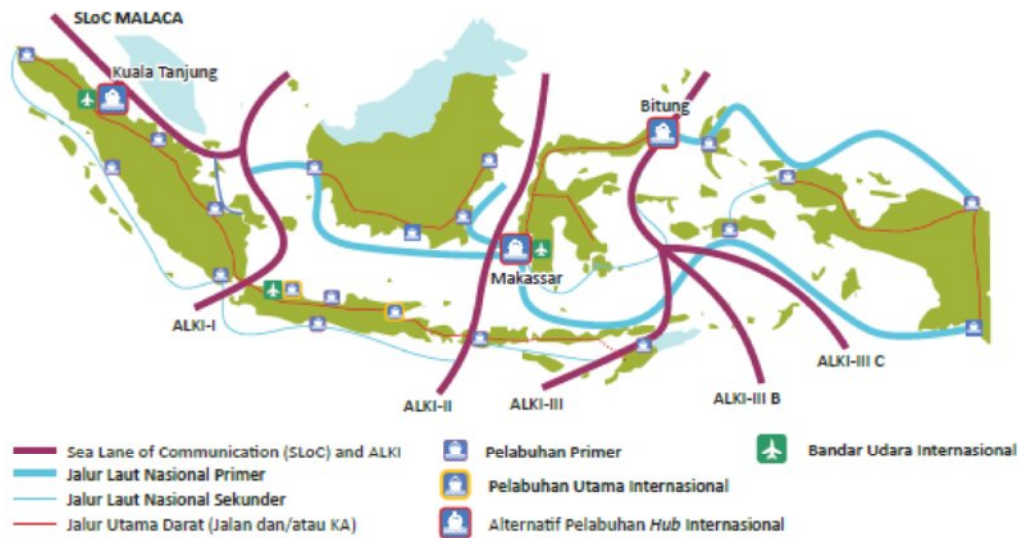 SLoC MALACA
Kuala Tanjung
Bitung
Makassar
ALKI-I
ALKI-II
ALKI-III
ALKI-III B
ALKI-III C
Sea Lane of Communication (SLoC) and ALKI
Jalur Laut Nasional Primer
Jalur Laut Nasional Sekunder
Jalur Utama Darat (Jalan dan/atau KA)
Pelabuhan Primer
Pelabuhan Utama Internasional
Alternatif Pelabuhan Hub Internasional
Bandar Udara Internasional